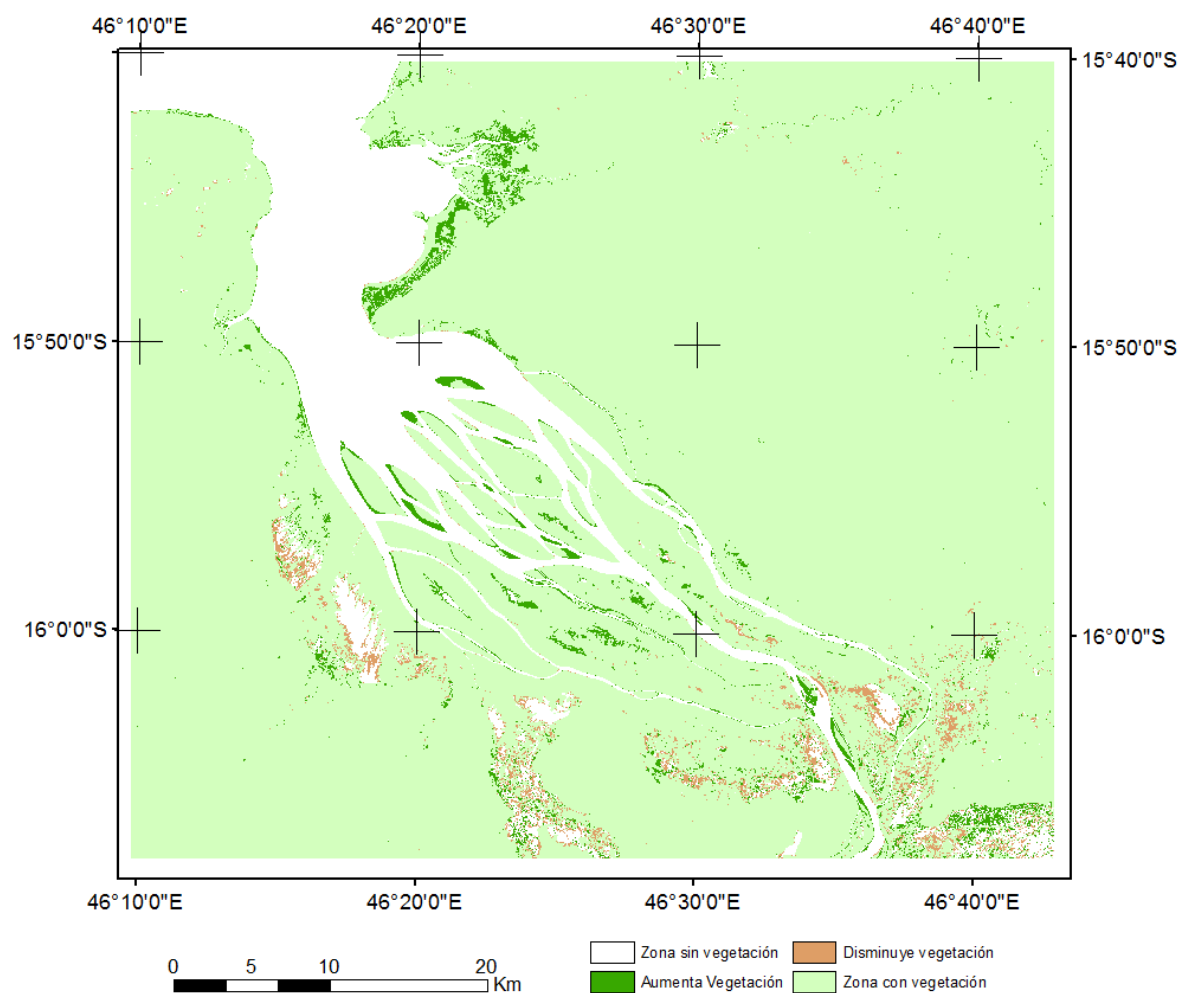 46°10'0"E 46°20'0"E 46°30'0"E 46°40'0"E
15°40'0"S
15°50'0"S 15°50'0"S
16°0'0"S 16°0'0"S
46°10'0"E 46°20'0"E 46°30'0"E 46°40'0"E
0 5 10 20
Km
Zona sin vegetación Disminuye vegetación
Aumenta Vegetación Zona con vegetación